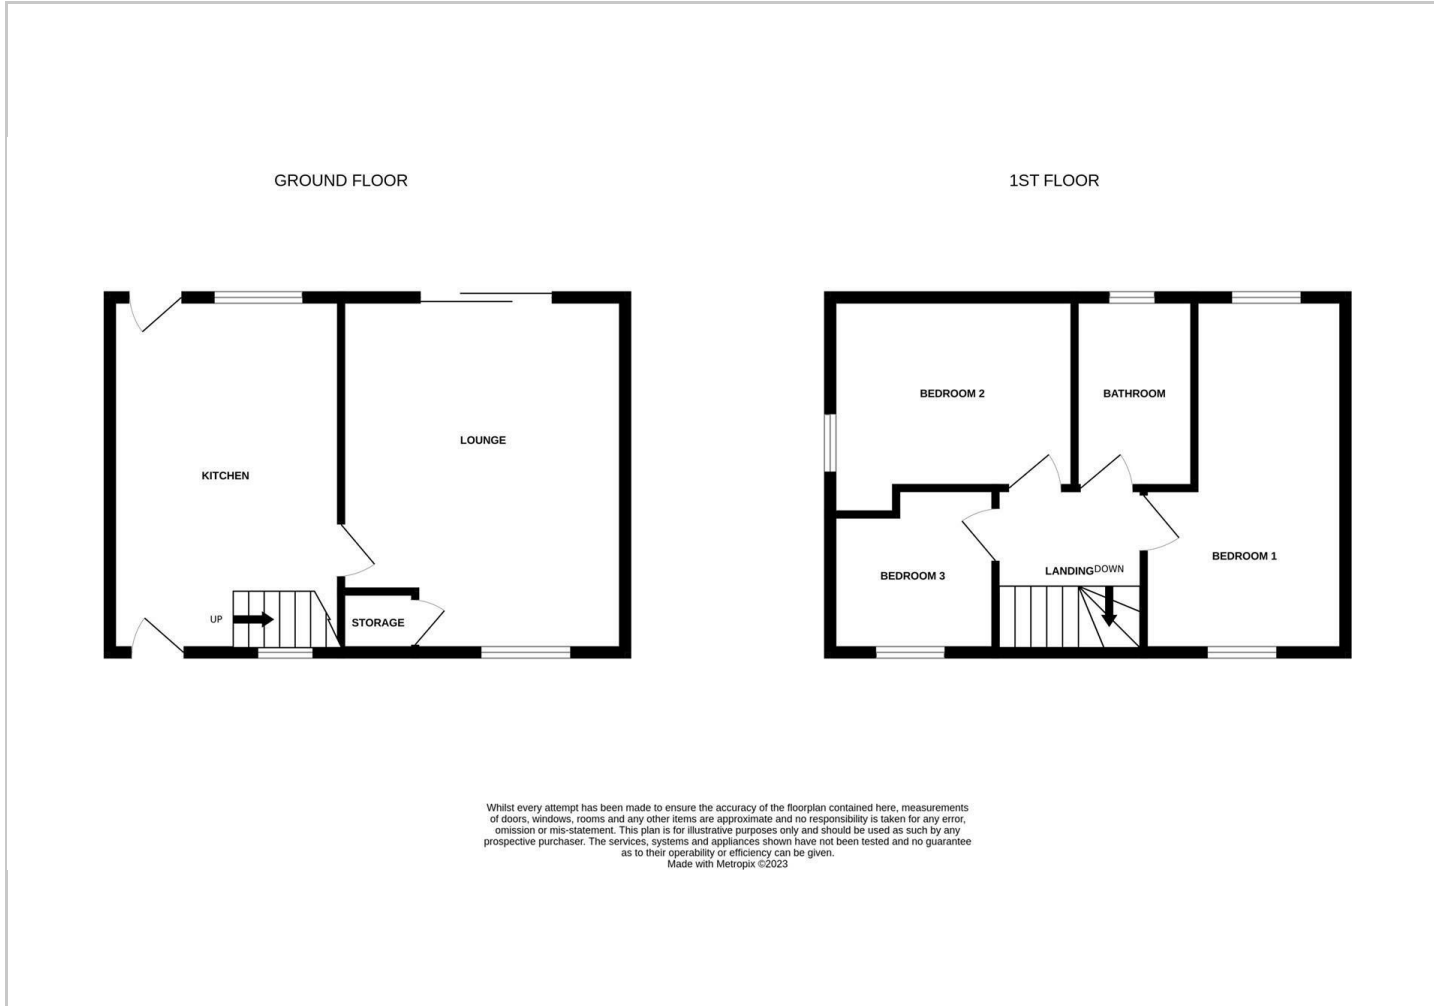 GROUND FLOOR
1ST FLOOR
KITCHEN
LOUNGE
UP
STORAGE
BEDROOM 2
BATHROOM
BEDROOM 1
BEDROOM 3
LANDING
DOWN
Whilst every attempt has been made to ensure the accuracy of the floorplan contained here, measurements
of doors, windows, rooms and any other items are approximate and no responsibility is taken for any error,
omission or mis-statement. This plan is for illustrative purposes only and should be used as such by any
prospective purchaser. The services, systems and appliances shown have not been tested and no guarantee
as to their operability or efficiency can be given.
Made with Metropix ©2023